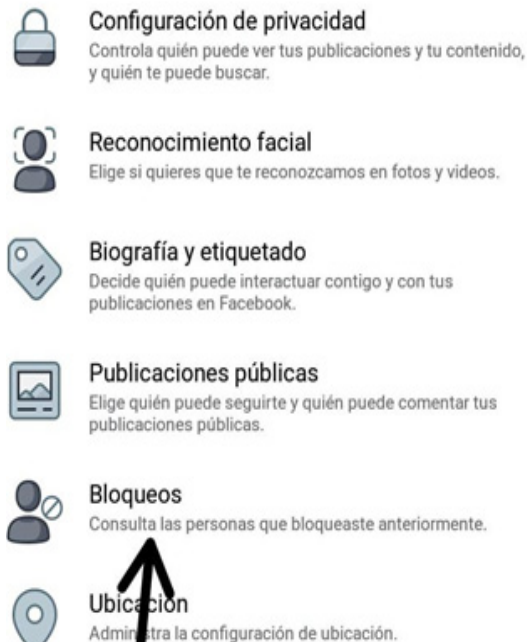 Configuración de privacidad
Controla quién puede ver tus publicaciones y tu contenido,
y quién te puede buscar.
Reconocimiento facial
Elige si quieres que te reconozcamos en fotos y videos.
Biografía y etiquetado
Decide quién puede interactuar contigo y con tus
publicaciones en Facebook.
Publicaciones públicas
Elige quién puede seguirte y quién puede comentar tus
publicaciones públicas.
Bloqueos
Consulta las personas que bloqueaste anteriormente.
Ubicación
Administra la configuración de ubicación.